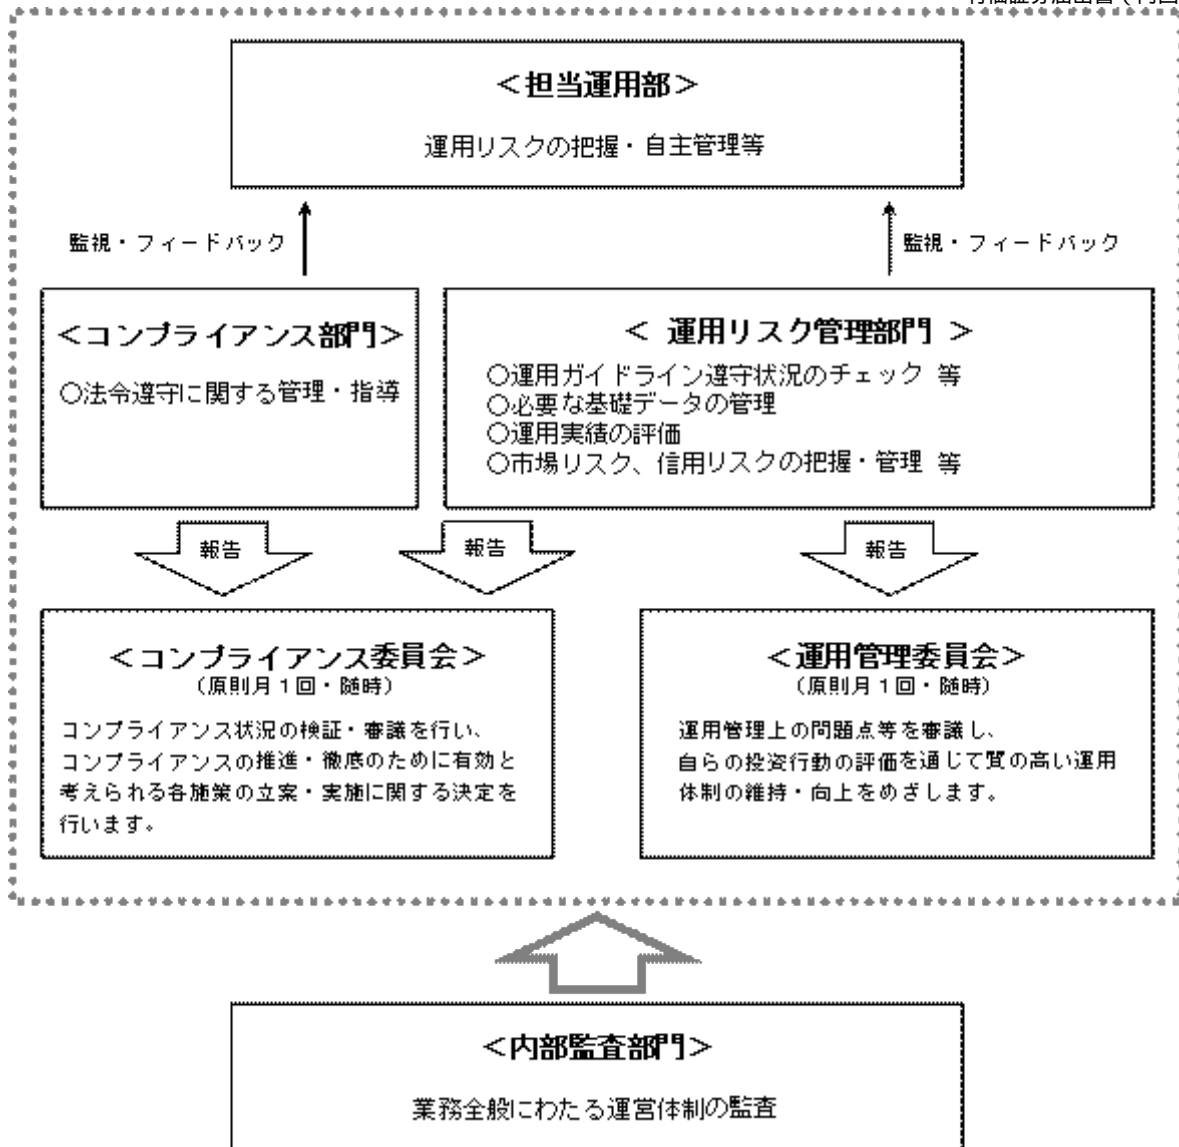 ＜担当運用部＞
運用リスクの把握・自主管理等
監視・フィードバック
監視・フィードバック
＜コンプライアンス部門＞
○法令遵守に関する管理・指導
＜ 運用リスク管理部門 ＞
○運用ガイドライン遵守状況のチェック 等
○必要な基礎データの管理
○運用実績の評価
○市場リスク、信用リスクの把握・管理 等
報告
報告
報告
＜コンプライアンス委員会＞
（原則月１回・随時）
コンプライアンス状況の検証・審議を行い、
コンプライアンスの推進・徹底のために有効と
考えられる各施策の立案・実施に関する決定を
行います。
＜運用管理委員会＞
（原則月１回・随時）
運用管理上の問題点等を審議し、
自らの投資行動の評価を通じて質の高い運用
体制の維持・向上をめざします。
＜内部監査部門＞
業務全般にわたる運営体制の監査